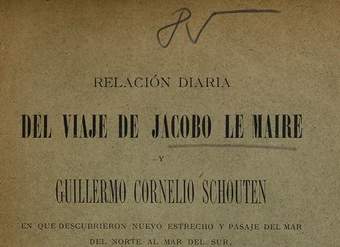 RELACIÓN DIARIA
DEL VIAJE DE JACOBO LE MAIRE
Y
GUILLERMO CORNELIO SCHOUTEN
EN QUE DESCUBRIERON NUEVO ESTRECHO Y PASAJE DEL MAR
DEL NORTE AL MAR DEL SUR,